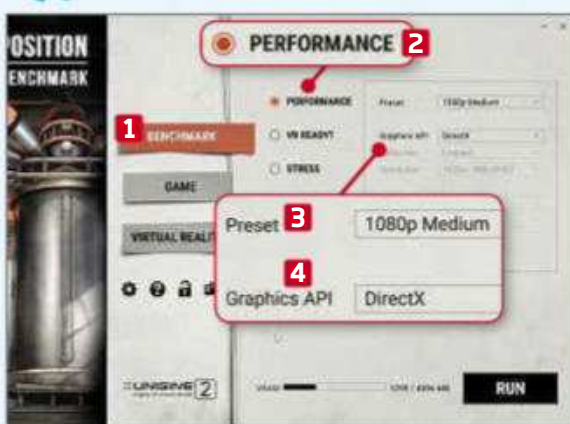 OSITION
ENCHMARK
PERFORMANCE 2
PERFORMANCE
Preset
1080p Medium
1
BENCHMARK
VR READY?
Graphics API
DirectX
STRESS
GAME
VIRTUAL REALI
Preset 3 1080p Medium
4
Graphics API DirectX
UNIGINE 2
RUN